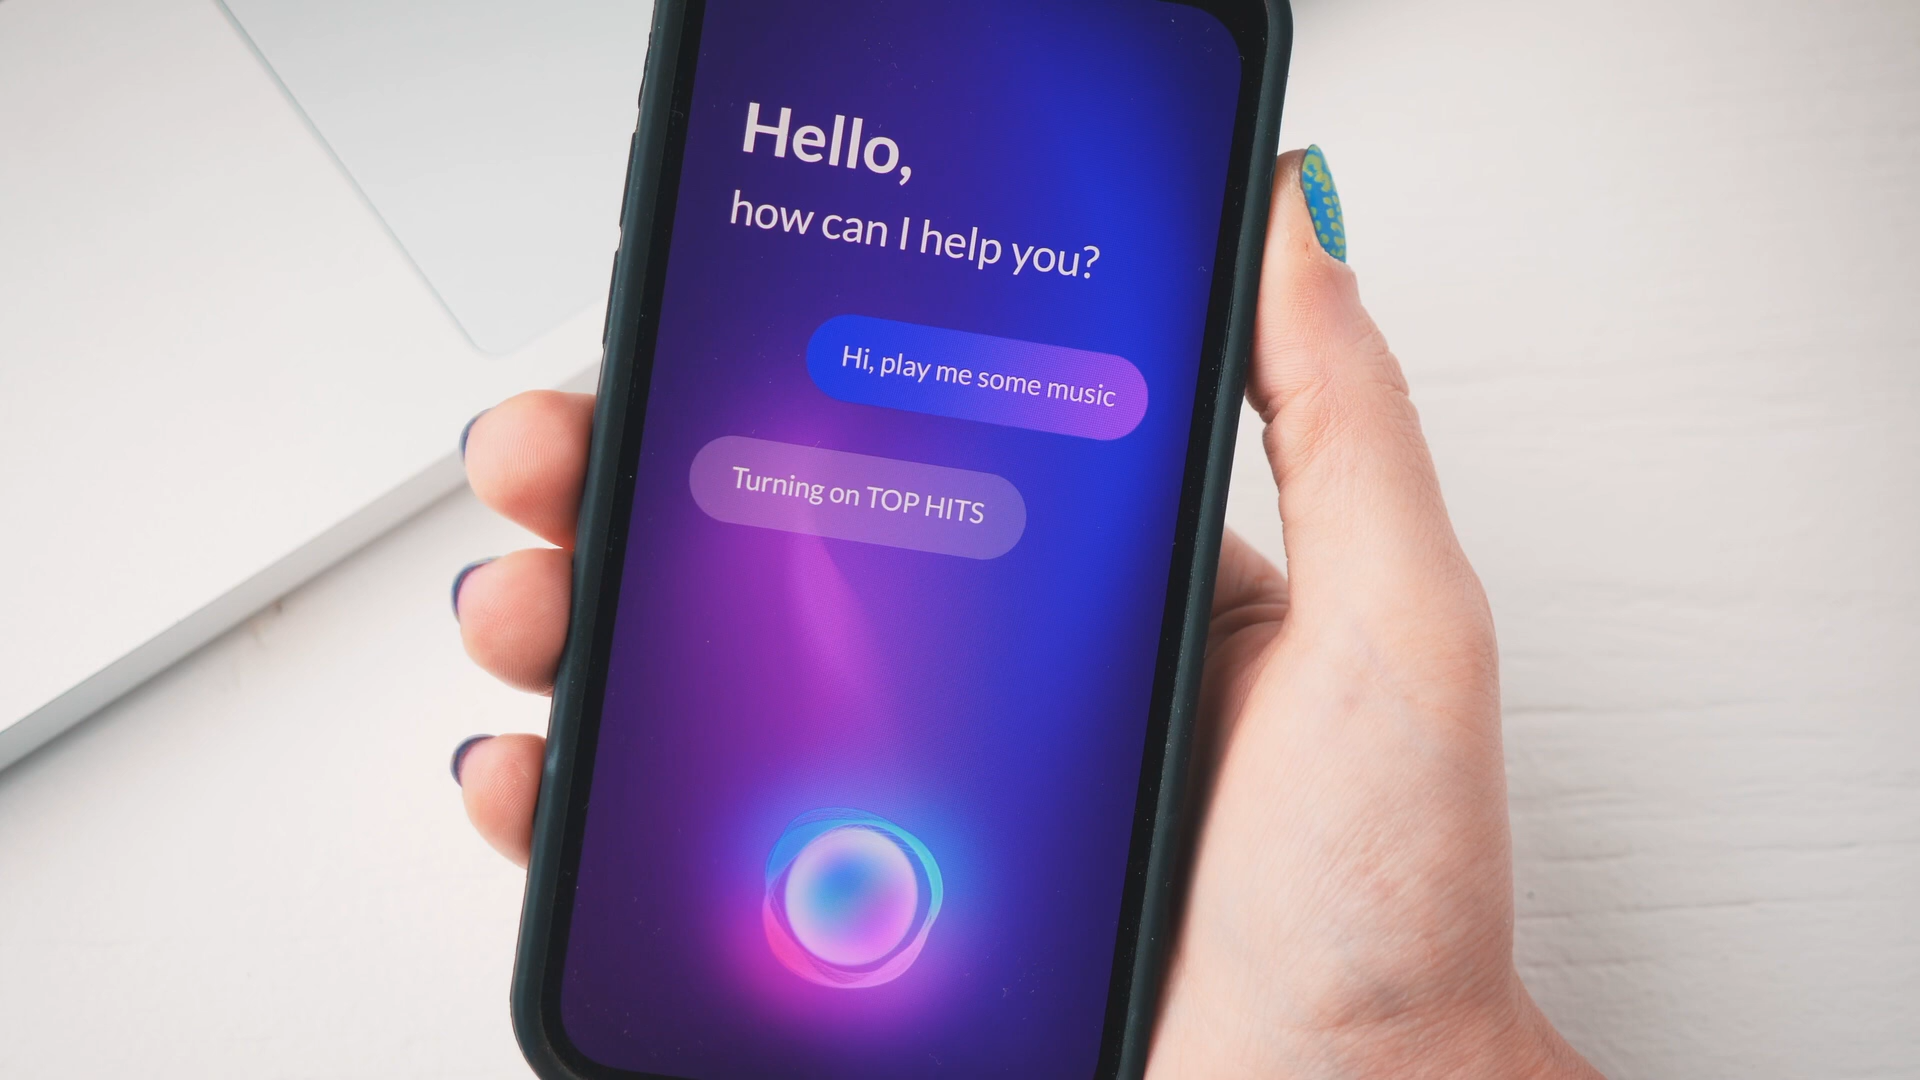 Hello,
how can I help you?
Hi, play me some music
Turning on TOP HITS